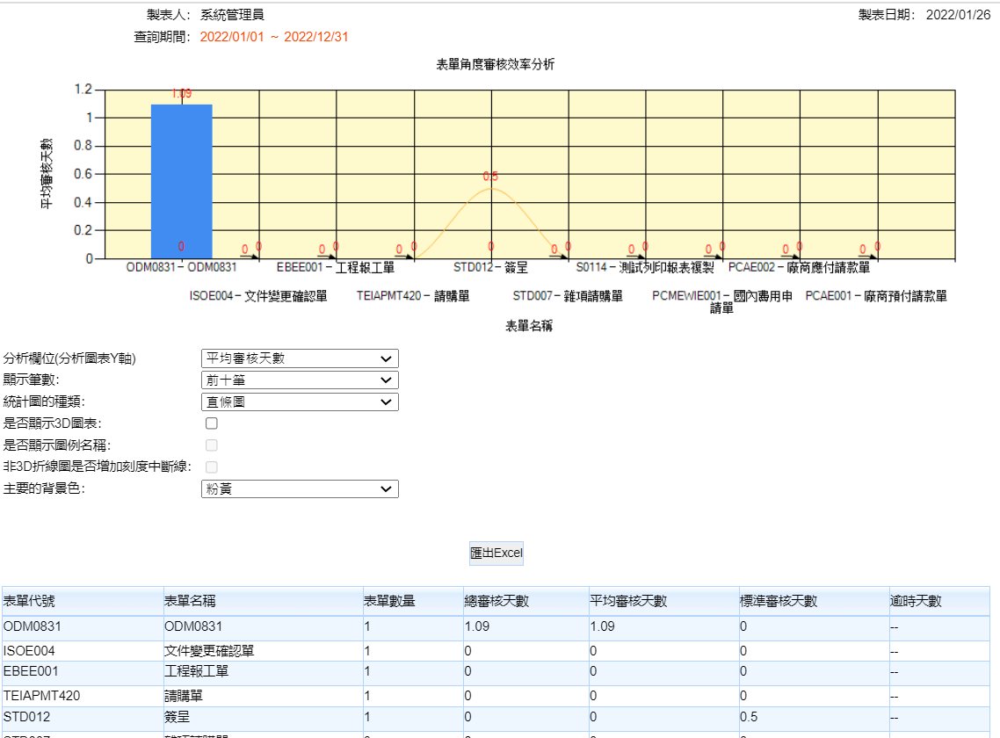 製表人： 系統管理員 製表日期： 2022/01/26
查詢期間： 2022/01/01 ～ 2022/12/31
表單角度審核效率分析
平均審核天數
1.2
1
0.8
0.6
0.4
0.2
0
1.09
0.5
0 0 0 0 0 0 0 0 0 0 0 0 0 0 0 0 0 0
ODM0831 - ODM0831 EBEE001 - 工程報工單 STD012 - 簽呈 S0114 - 測試列印報表複製 PCAE002 - 廠商應付請款單
ISOE004 - 文件變更確認單 TEIAPMT420 - 請購單 STD007 - 雜項請購單 PCMEWIE001 - 國內費用申 PCAE001 - 廠商預付請款單
請單
表單名稱
分析欄位(分析圖表Y軸) 平均審核天數
顯示筆數: 前十筆
統計圖的種類: 直條圖
是否顯示3D圖表:
是否顯示圖例名稱:
非3D折線圖是否增加刻度中斷線:
主要的背景色: 粉黃
匯出Excel
表單代號 表單名稱 表單數量 總審核天數 平均審核天數 標準審核天數 逾時天數
ODM0831 ODM0831 1 1.09 1.09 0 --
ISOE004 文件變更確認單 1 0 0 0 --
EBEE001 工程報工單 1 0 0 0 --
TEIAPMT420 請購單 1 0 0 0 --
STD012 簽呈 1 0 0 0.5 --